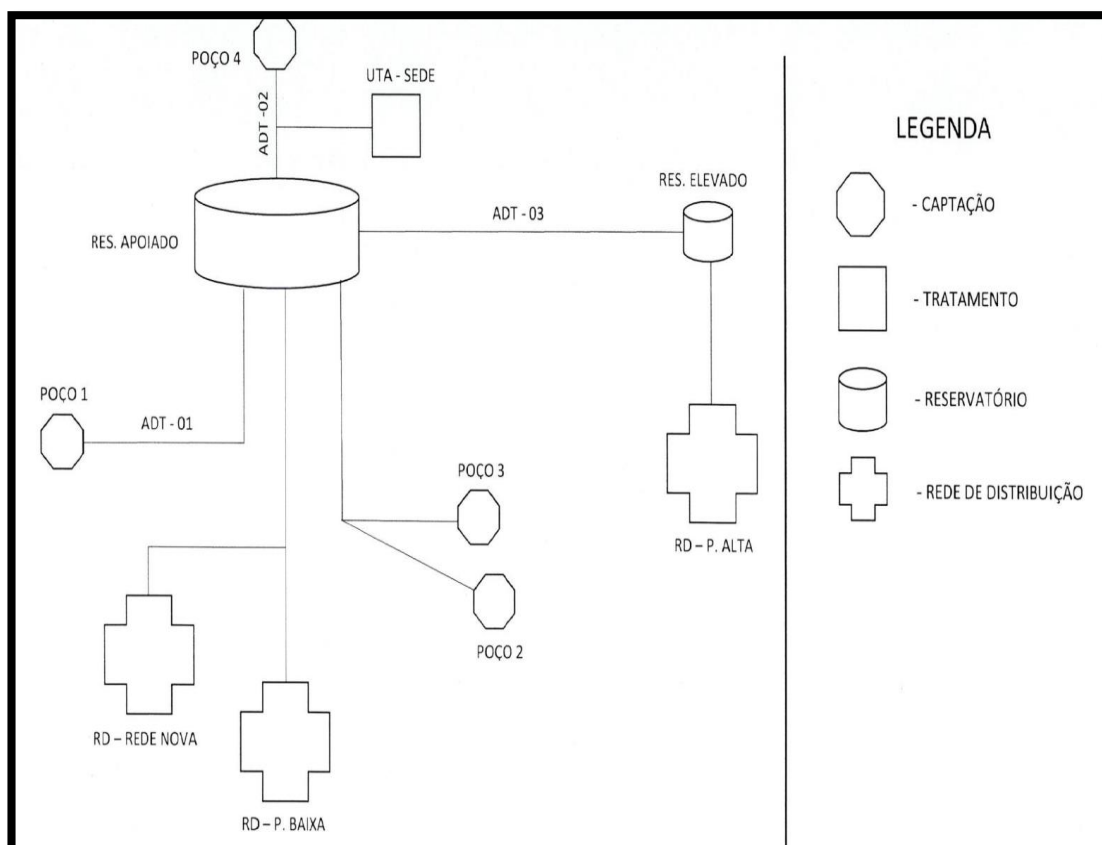 POÇO 4
UTA - SEDE
ADT -02
RES. ELEVADO
ADT - 03
RES. APOIADO
POÇO 1
ADT - 01
POÇO 3
RD – P. ALTA
POÇO 2
RD – REDE NOVA
RD – P. BAIXA
LEGENDA
- CAPTAÇÃO
- TRATAMENTO
- RESERVATÓRIO
- REDE DE DISTRIBUIÇÃO